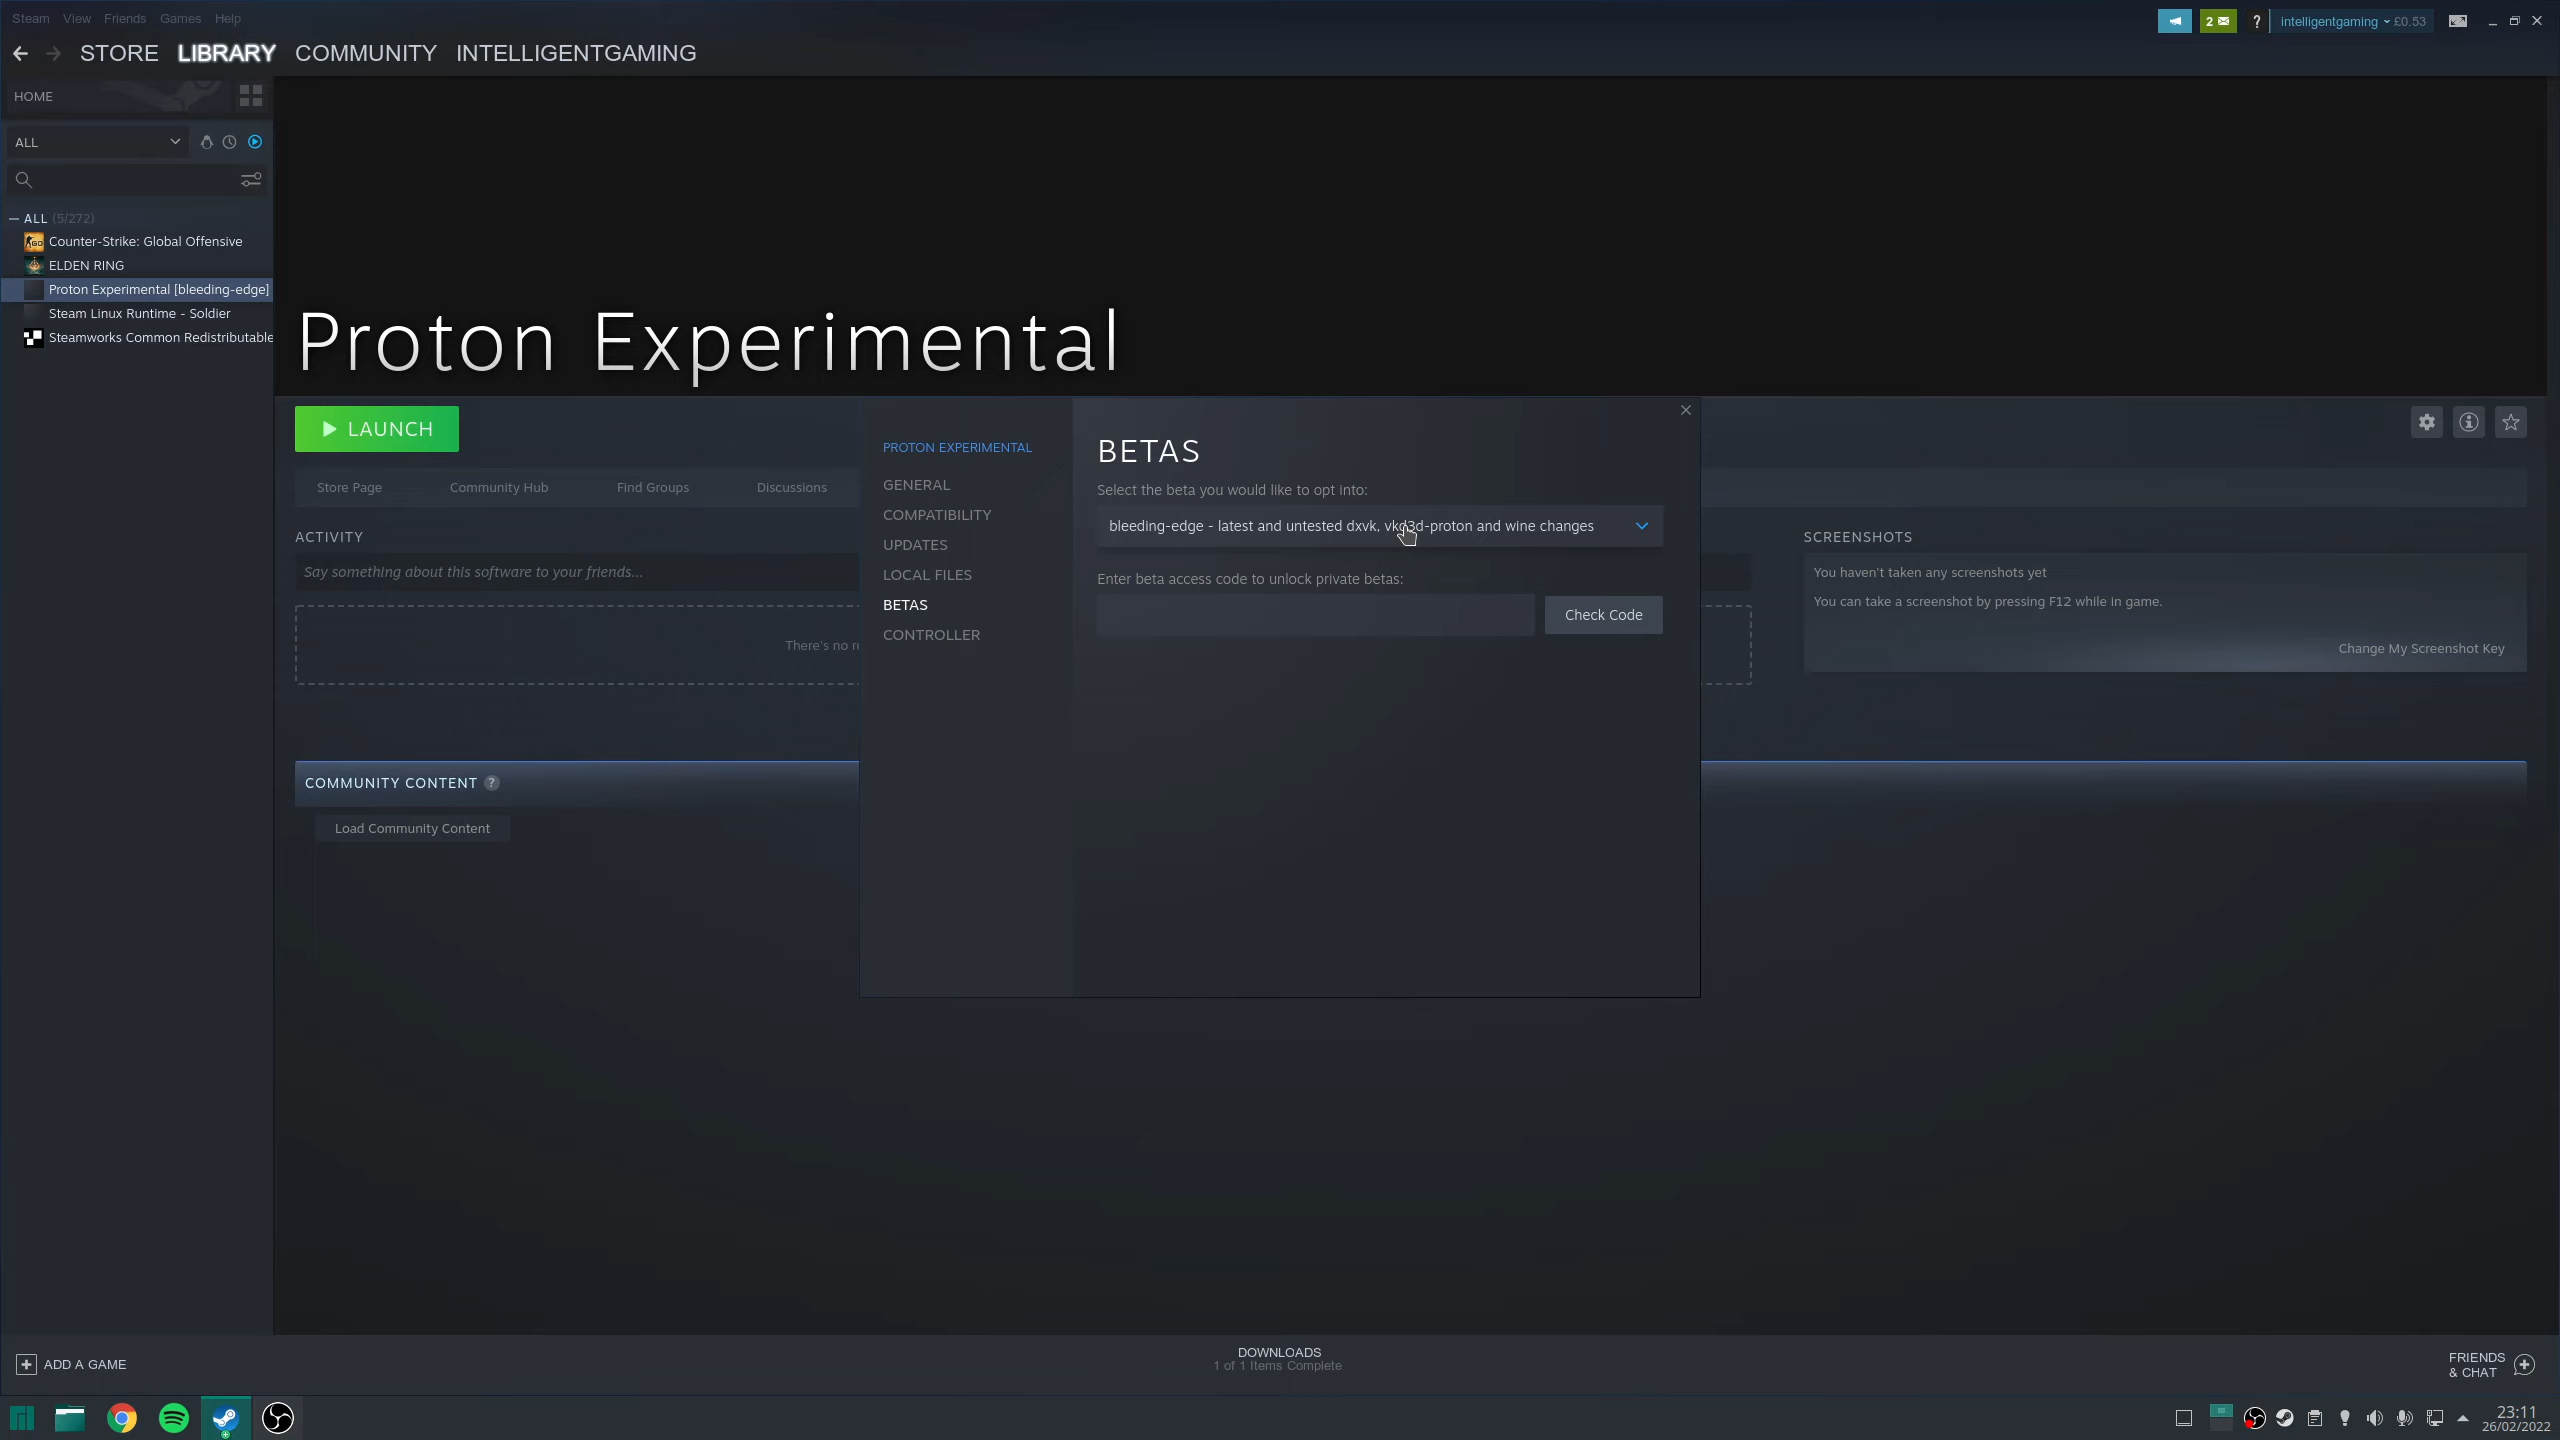 Steam View Friends Games Help
2
?
intelligentgaming £0.53
STORE LIBRARY COMMUNITY INTELLIGENTGAMING
HOME
ALL
ALL (5/272)
Counter-Strike: Global Offensive
ELDEN RING
Proton Experimental [bleeding-edge]
Steam Linux Runtime - Soldier
Steamworks Common Redistributable
Proton Experimental
LAUNCH
Store Page Community Hub Find Groups Discussions
ACTIVITY
Say something about this software to your friends...
There's no re
PROTON EXPERIMENTAL
GENERAL
COMPATIBILITY
UPDATES
LOCAL FILES
BETAS
CONTROLLER
BETAS
Select the beta you would like to opt into:
bleeding-edge - latest and untested dxvk, vkd3d-proton and wine changes
Enter beta access code to unlock private betas:
Check Code
SCREENSHOTS
You haven't taken any screenshots yet
You can take a screenshot by pressing F12 while in game.
Change My Screenshot Key
COMMUNITY CONTENT ?
Load Community Content
ADD A GAME
DOWNLOADS
1 of 1 Items Complete
FRIENDS
& CHAT
23:11
26/02/2022